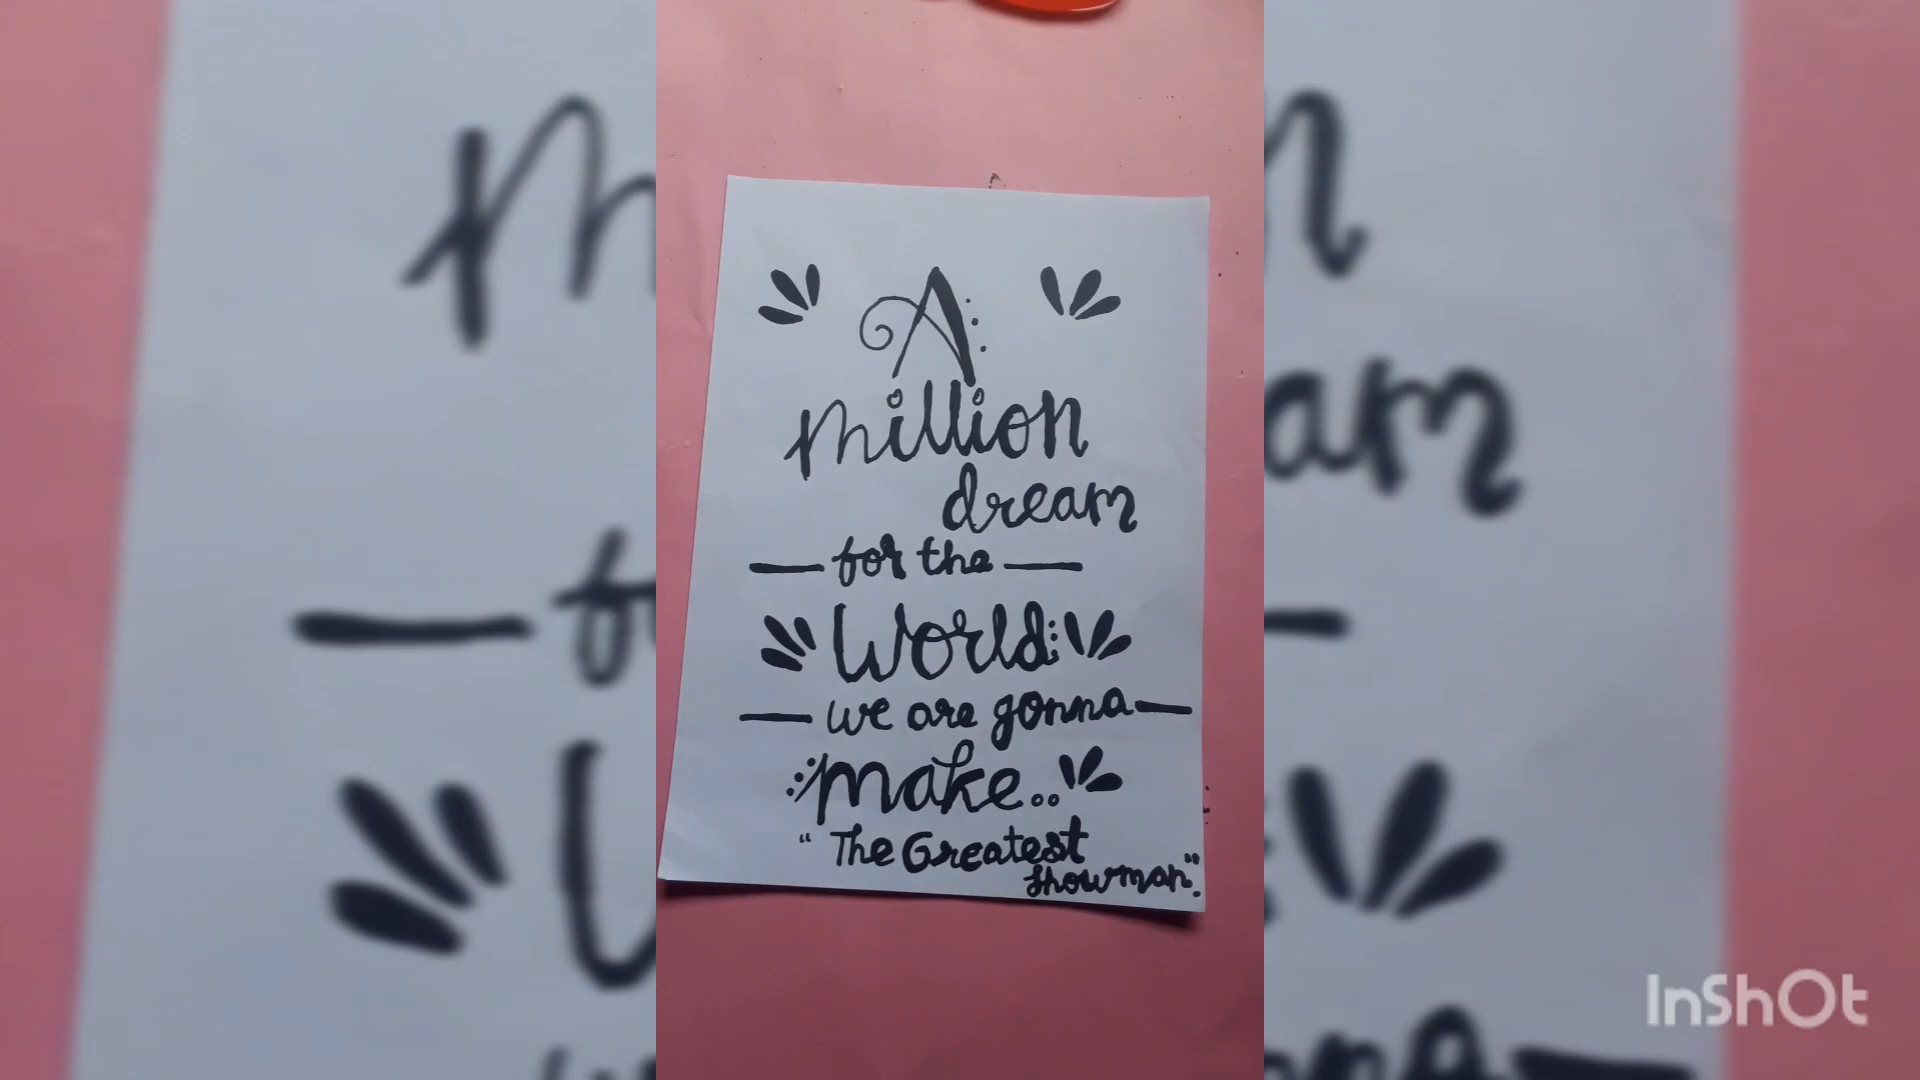 A
million
dream
for the
World
we are gonna
make..
"The Greatest
showman".
InShOt